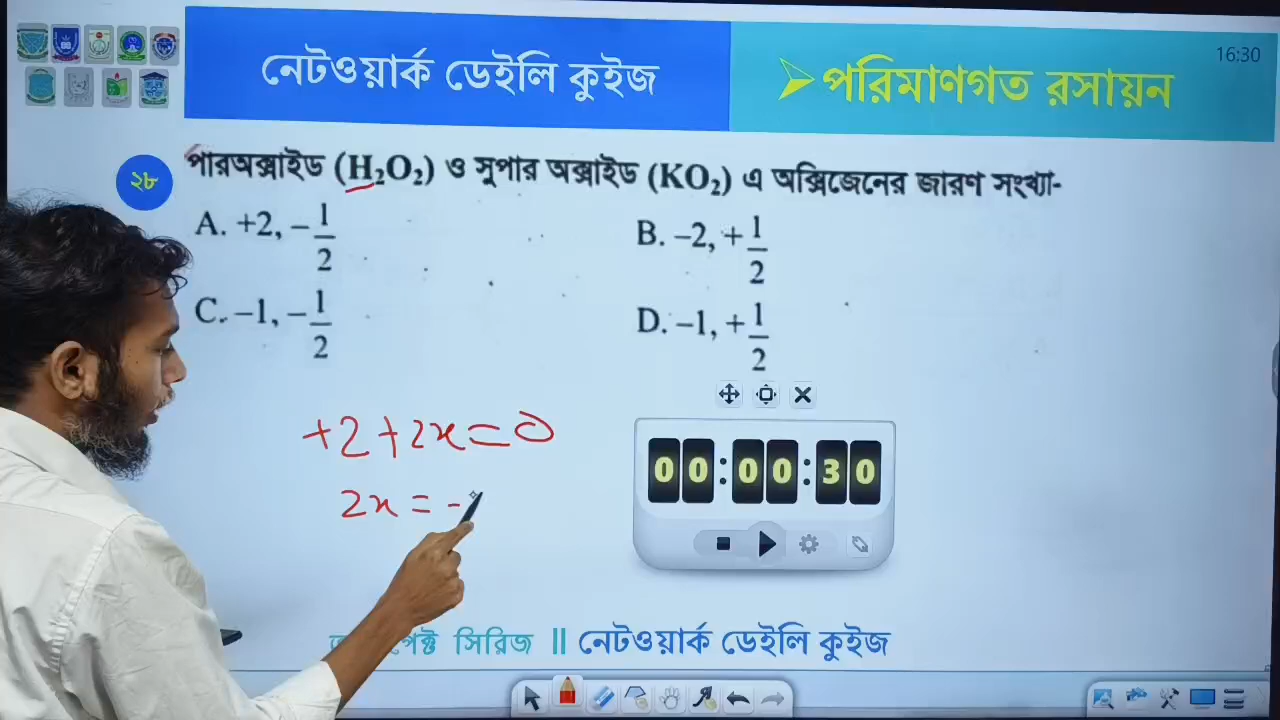 নেটওয়ার্ক ডেইলি কুইজ
পরিমাণগত রসায়ন
16:30
২৮
পারঅক্সাইড (H₂O₂) ও সুপার অক্সাইড (KO₂) এ অক্সিজেনের জারণ সংখ্যা-
A. +2, −1/2
B. −2, +1/2
C. −1, −1/2
D. −1, +1/2
+2+2x=0
2x = -
00:00:30
সিরিজ || নেটওয়ার্ক ডেইলি কুইজ